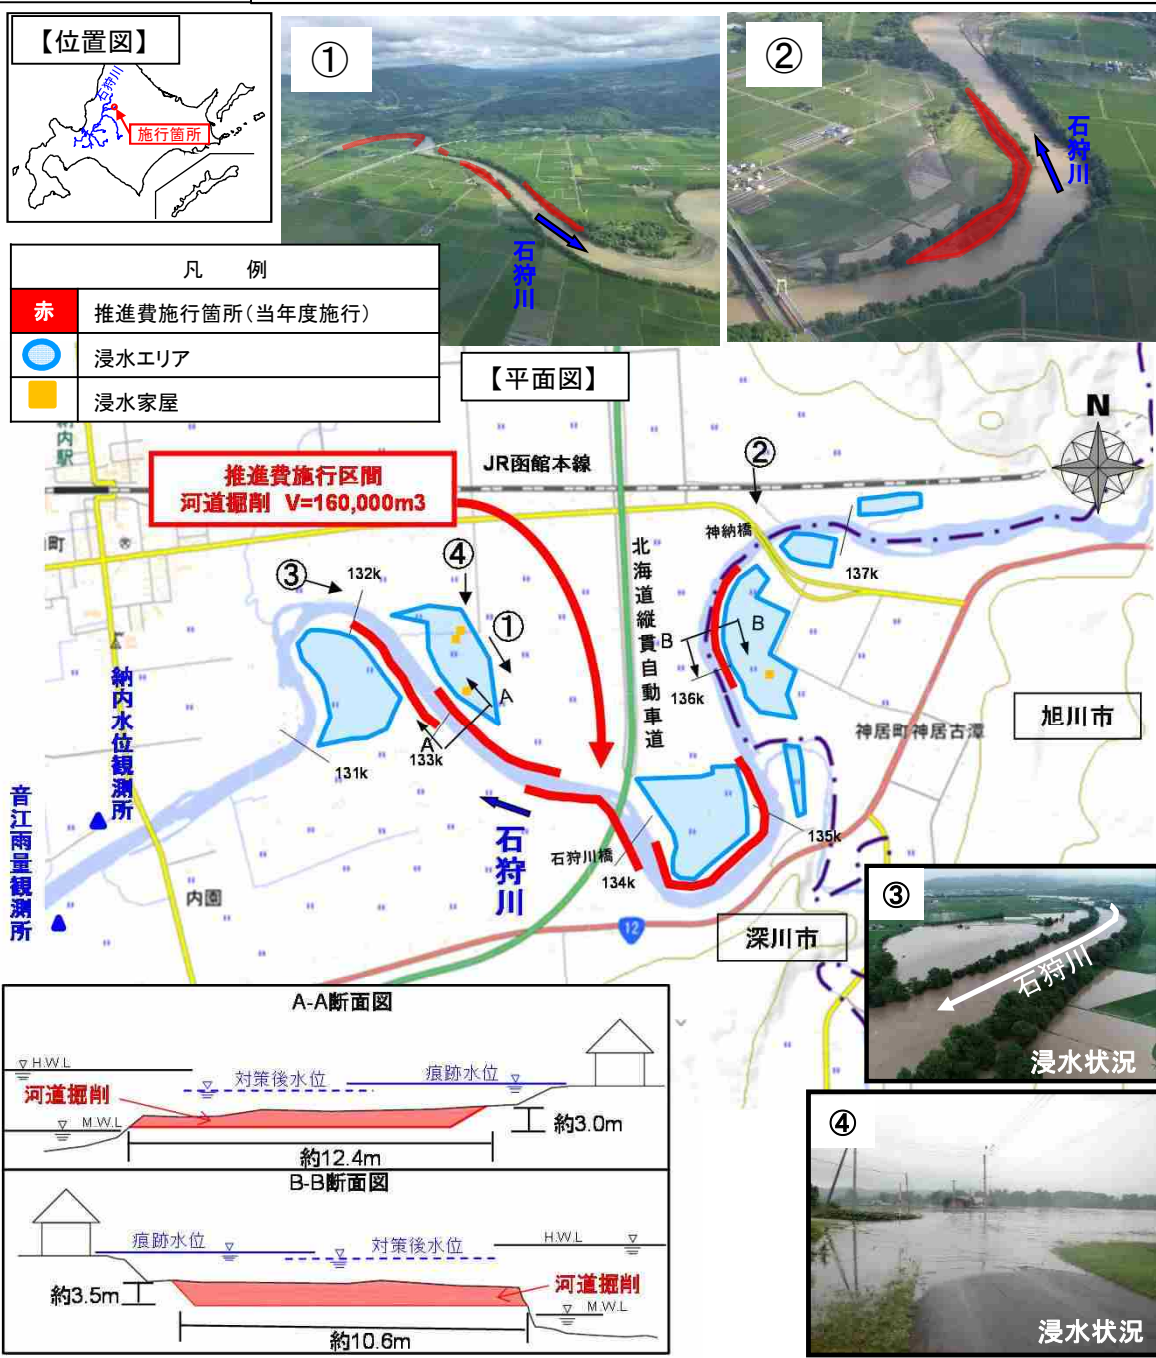 【位置図】
石狩川
施行箇所
①
石狩川
②
石狩川
凡　例
赤
推進費施行箇所(当年度施行)
浸水エリア
浸水家屋
【平面図】
N
納内駅
推進費施行区間
河道掘削 V=160,000m3
JR函館本線
②
神納橋
137k
町
③
132k
④
①
北海道縦貫自動車道
B
B
136k
A
A
133k
131k
納内水位観測所
音江雨量観測所
神居町神居古潭
旭川市
石狩川
石狩川橋
134k
135k
内園
12
深川市
③
石狩川
浸水状況
④
浸水状況
A-A断面図
H.W.L
対策後水位
痕跡水位
河道掘削
M.W.L
約3.0m
約12.4m
B-B断面図
痕跡水位
対策後水位
H.W.L
河道掘削
約3.5m
M.W.L
約10.6m